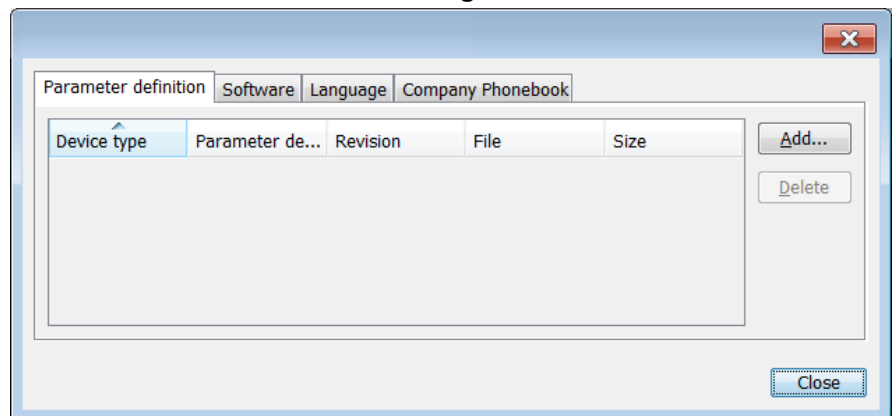 Parameter definition Software Language Company Phonebook
Device type Parameter de... Revision File Size
Add...
Delete
Close